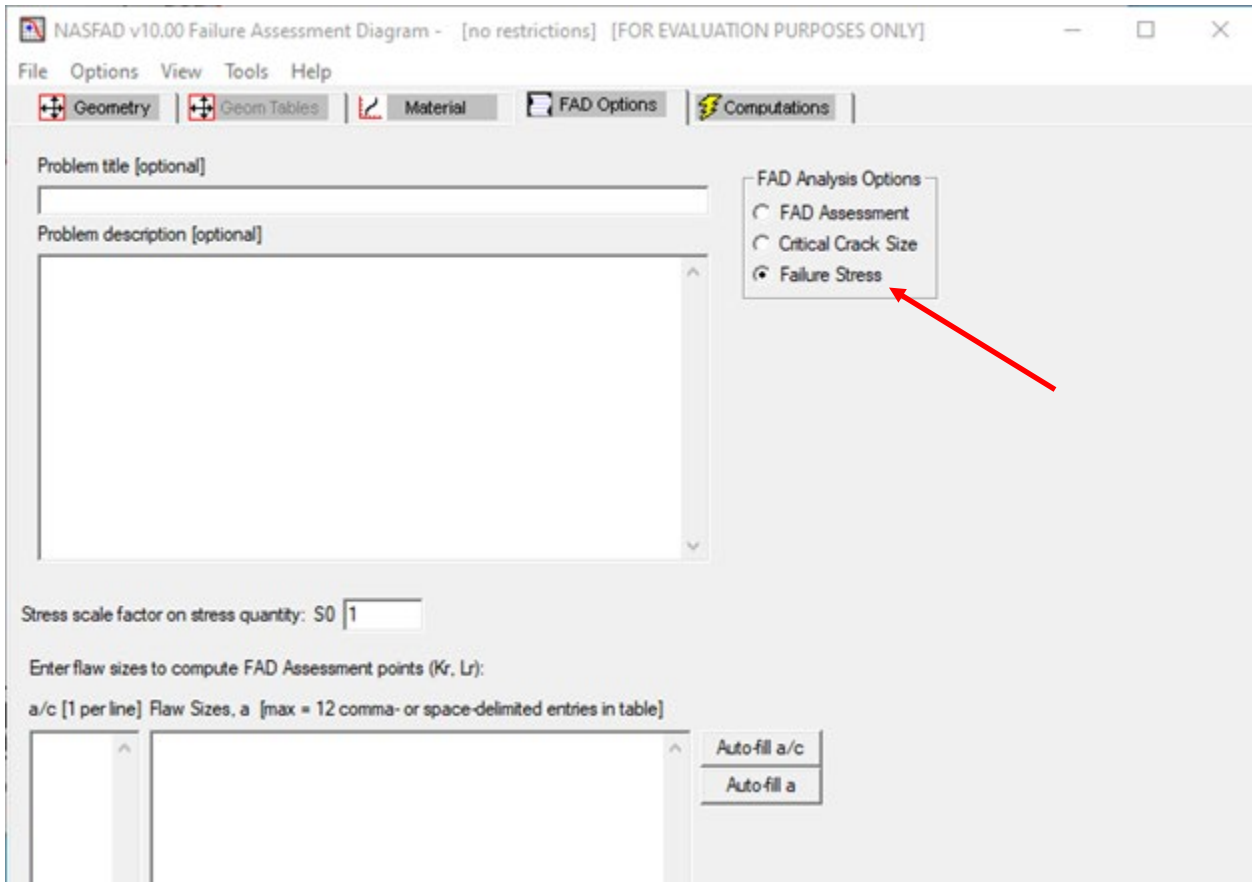 NASFAD v10.00 Failure Assessment Diagram - [no restrictions] [FOR EVALUATION PURPOSES ONLY]
File Options View Tools Help
Geometry Geom Tables Material FAD Options Computations
Problem title [optional]
Problem description [optional]
FAD Analysis Options
FAD Assessment
Critical Crack Size
Failure Stress
Stress scale factor on stress quantity: S0 1
Enter flaw sizes to compute FAD Assessment points (Kr, Lr):
a/c [1 per line] Flaw Sizes, a [max = 12 comma- or space-delimited entries in table]
Auto-fill a/c
Auto-fill a